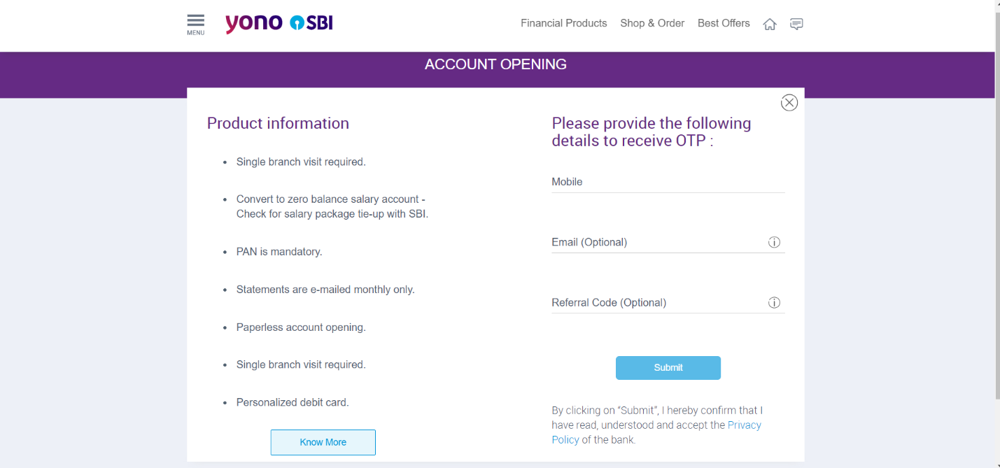 MENU
yono SBI
Financial Products Shop & Order Best Offers
ACCOUNT OPENING
Product information
• Single branch visit required.
• Convert to zero balance salary account -
Check for salary package tie-up with SBI.
• PAN is mandatory.
• Statements are e-mailed monthly only.
• Paperless account opening.
• Single branch visit required.
• Personalized debit card.
Know More
Please provide the following
details to receive OTP :
Mobile
Email (Optional)
Referral Code (Optional)
Submit
By clicking on “Submit”, I hereby confirm that I
have read, understood and accept the Privacy
Policy of the bank.